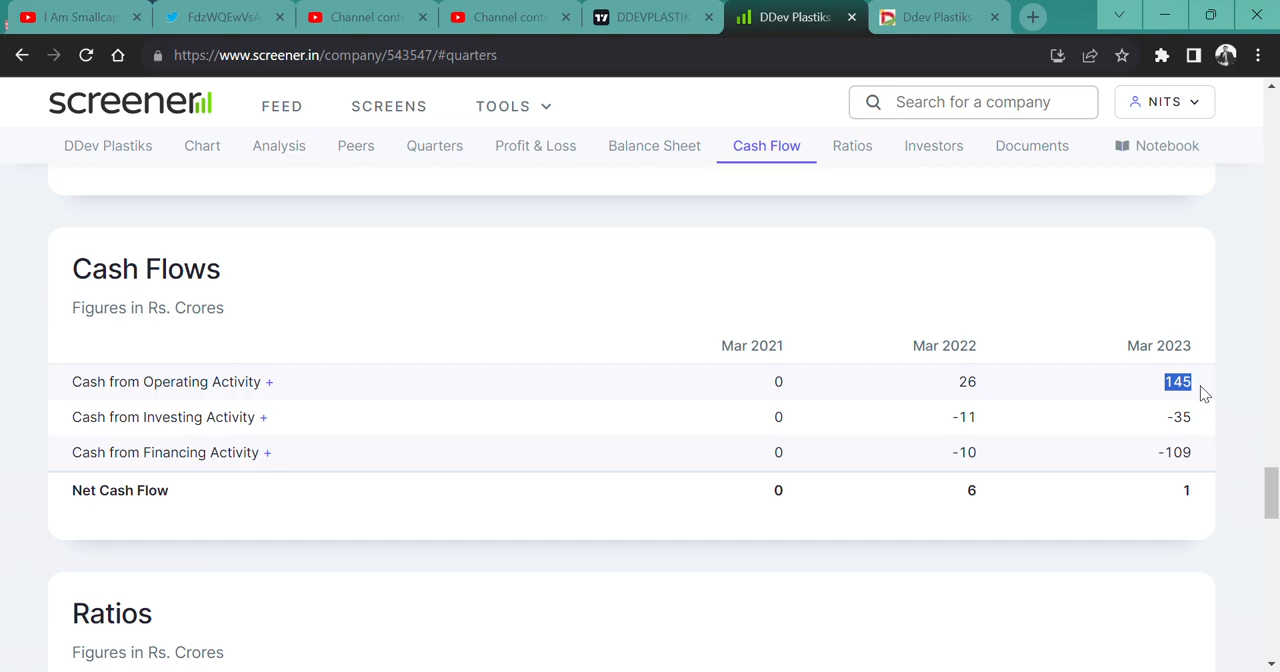 I Am Smallcap
FdzWQEwVsA
Channel cont
Channel cont
DDEVPLASTIK
DDev Plastiks
Ddev Plastiks
https://www.screener.in/company/543547/#quarters
screener
FEED
SCREENS
TOOLS
Search for a company
NITS
DDev Plastiks
Chart
Analysis
Peers
Quarters
Profit & Loss
Balance Sheet
Cash Flow
Ratios
Investors
Documents
Notebook
Cash Flows
Figures in Rs. Crores
Mar 2021 Mar 2022 Mar 2023
Cash from Operating Activity + 0 26 145
Cash from Investing Activity + 0 -11 -35
Cash from Financing Activity + 0 -10 -109
Net Cash Flow 0 6 1
Ratios
Figures in Rs. Crores